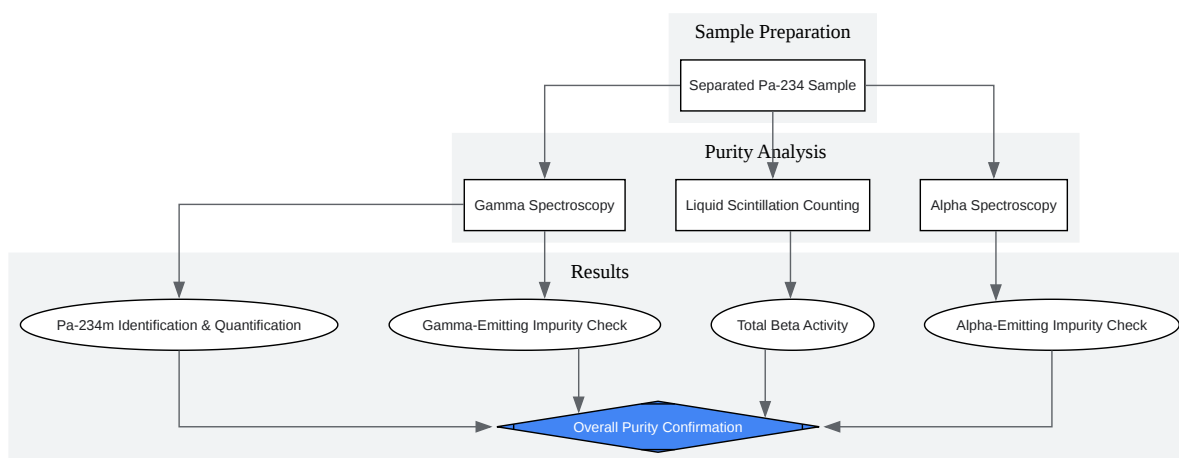 Sample Preparation
Separated Pa-234 Sample
Purity Analysis
Gamma Spectroscopy
Liquid Scintillation Counting
Alpha Spectroscopy
Results
Pa-234m Identification & Quantification
Gamma-Emitting Impurity Check
Total Beta Activity
Alpha-Emitting Impurity Check
Overall Purity Confirmation